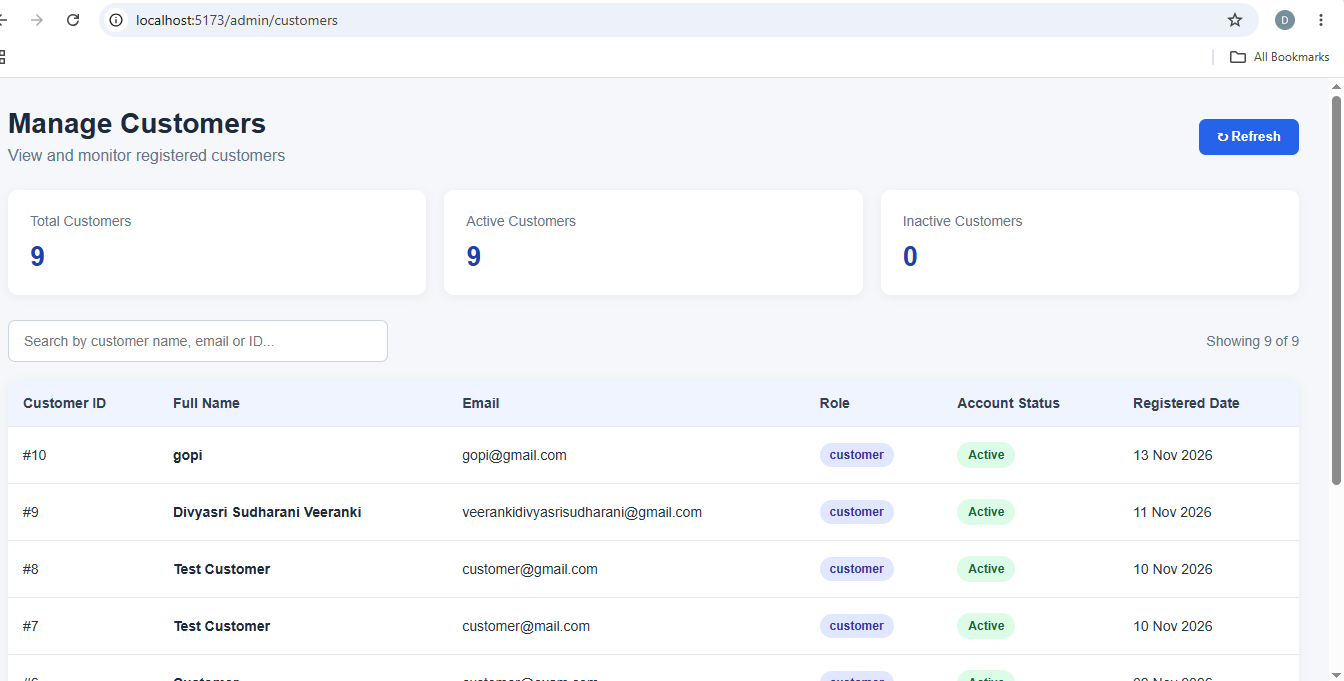 localhost:5173/admin/customers
D
All Bookmarks
Manage Customers
View and monitor registered customers
↻ Refresh
Total Customers
9
Active Customers
9
Inactive Customers
0
Search by customer name, email or ID...
Showing 9 of 9
Customer ID Full Name Email Role Account Status Registered Date
#10 gopi gopi@gmail.com customer Active 13 Nov 2026
#9 Divyasri Sudharani Veeranki veerankidivyasrisudharani@gmail.com customer Active 11 Nov 2026
#8 Test Customer customer@gmail.com customer Active 10 Nov 2026
#7 Test Customer customer@mail.com customer Active 10 Nov 2026
Customer customer Active